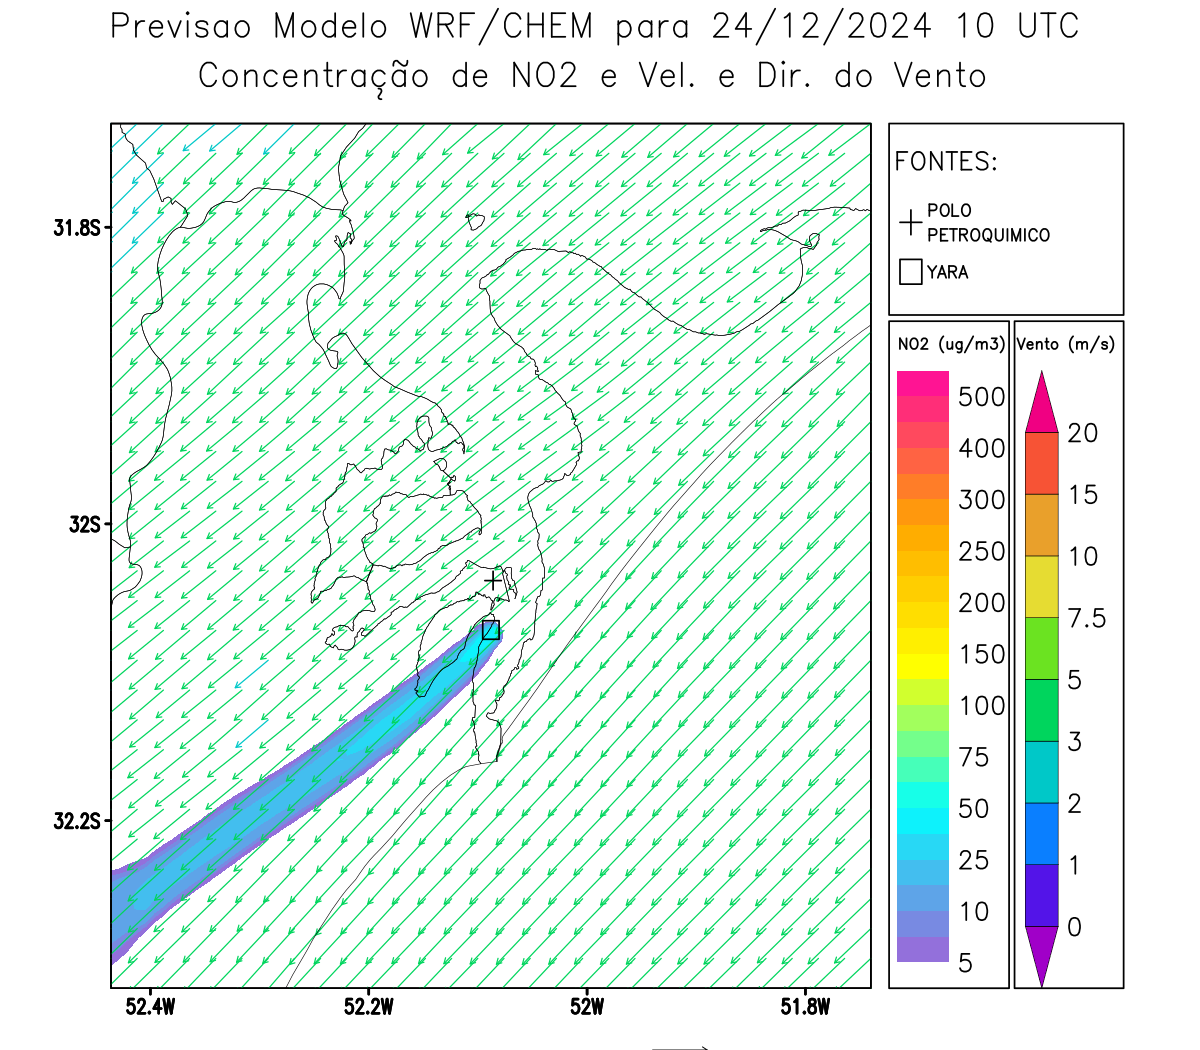 Previsao Modelo WRF/CHEM para 24/12/2024 10 UTC
Concentração de NO2 e Vel. e Dir. do Vento
FONTES:
POLO
PETROQUIMICO
YARA
NO2 (ug/m3)
500
400
300
250
200
150
100
75
50
25
10
5
Vento (m/s)
20
15
10
7.5
5
3
2
1
0
31.8S
32S
32.2S
52.4W
52.2W
52W
51.8W